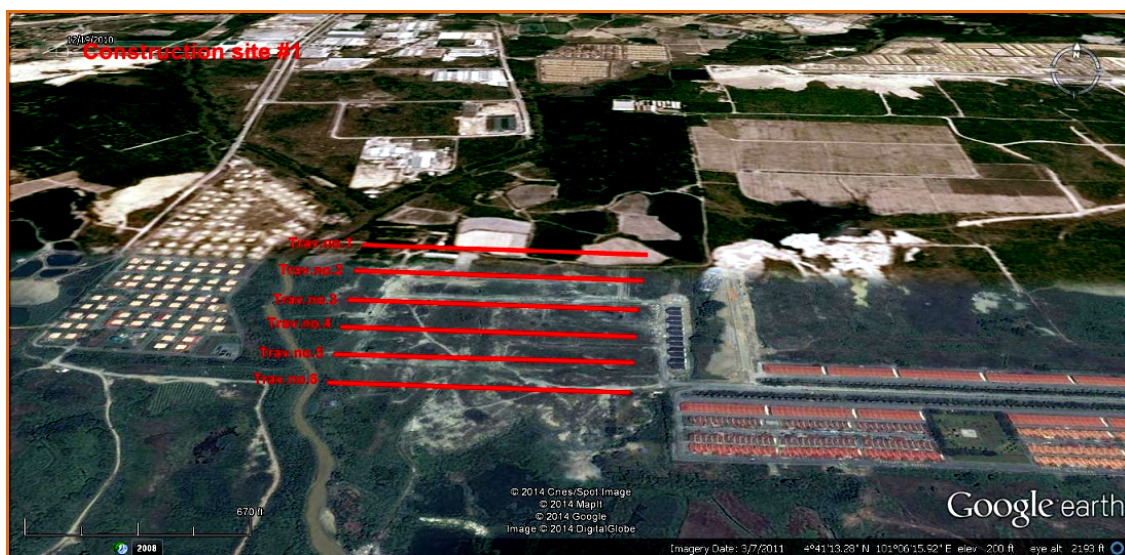 12/19/2010
Construction site #1
Trav.no.1
Trav.no.2
Trav.no.3
Trav.no.4
Trav.no.5
Trav.no.6
670 ft
© 2014 Cnes/Spot Image
© 2014 MapIt
© 2014 Google
Image © 2014 DigitalGlobe
Google earth
2008
Imagery Date: 3/7/2011 4°41'13.28" N 101°06'15.92" E elev 200 ft eye alt 2193 ft